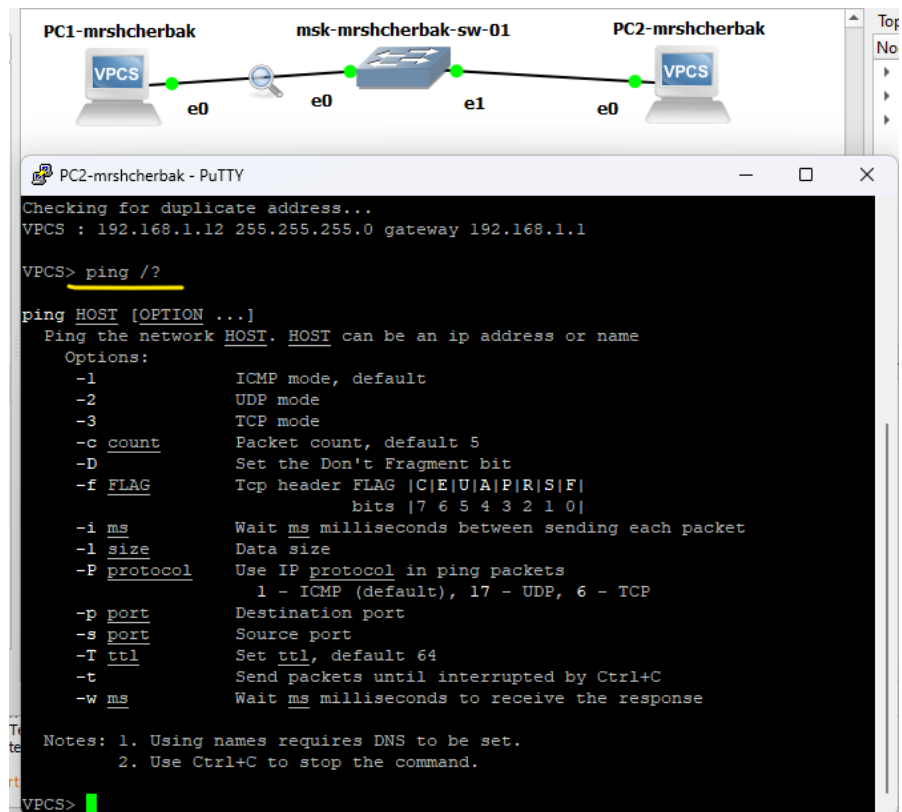 PC1-mrshcherbak
msk-mrshcherbak-sw-01
PC2-mrshcherbak
VPCS
VPCS
e0
e0
e1
e0
PC2-mrshcherbak - PuTTY
Checking for duplicate address...
VPCS : 192.168.1.12 255.255.255.0 gateway 192.168.1.1
VPCS> ping /?
ping HOST [OPTION ...]
Ping the network HOST. HOST can be an ip address or name
Options:
-1 ICMP mode, default
-2 UDP mode
-3 TCP mode
-c count Packet count, default 5
-D Set the Don't Fragment bit
-f FLAG Tcp header FLAG |C|E|U|A|P|R|S|F|
bits |7 6 5 4 3 2 1 0|
-i ms Wait ms milliseconds between sending each packet
-l size Data size
-P protocol Use IP protocol in ping packets
1 - ICMP (default), 17 - UDP, 6 - TCP
-p port Destination port
-s port Source port
-T ttl Set ttl, default 64
-t Send packets until interrupted by Ctrl+C
-w ms Wait ms milliseconds to receive the response
Notes: 1. Using names requires DNS to be set.
2. Use Ctrl+C to stop the command.
VPCS>